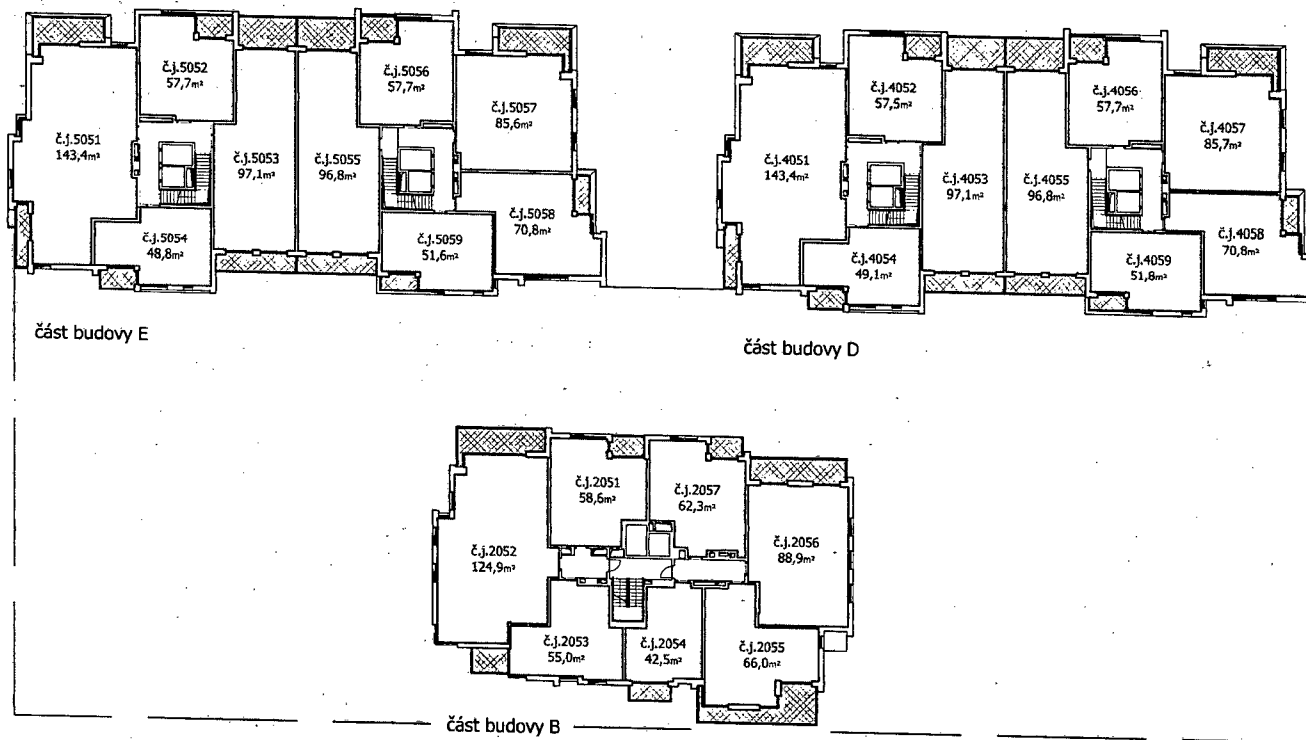 č.j.5051
143,4m²
č.j.5052
57,7m²
č.j.5053
97,1m²
č.j.5054
48,8m²
č.j.5055
96,8m²
č.j.5056
57,7m²
č.j.5057
85,6m²
č.j.5058
70,8m²
č.j.5059
51,6m²
část budovy E
č.j.4051
143,4m²
č.j.4052
57,5m²
č.j.4053
97,1m²
č.j.4054
49,1m²
č.j.4055
96,8m²
č.j.4056
57,7m²
č.j.4057
85,7m²
č.j.4058
70,8m²
č.j.4059
51,8m²
část budovy D
č.j.2051
58,6m²
č.j.2057
62,3m²
č.j.2052
124,9m²
č.j.2056
88,9m²
č.j.2053
55,0m²
č.j.2054
42,5m²
č.j.2055
66,0m²
část budovy B